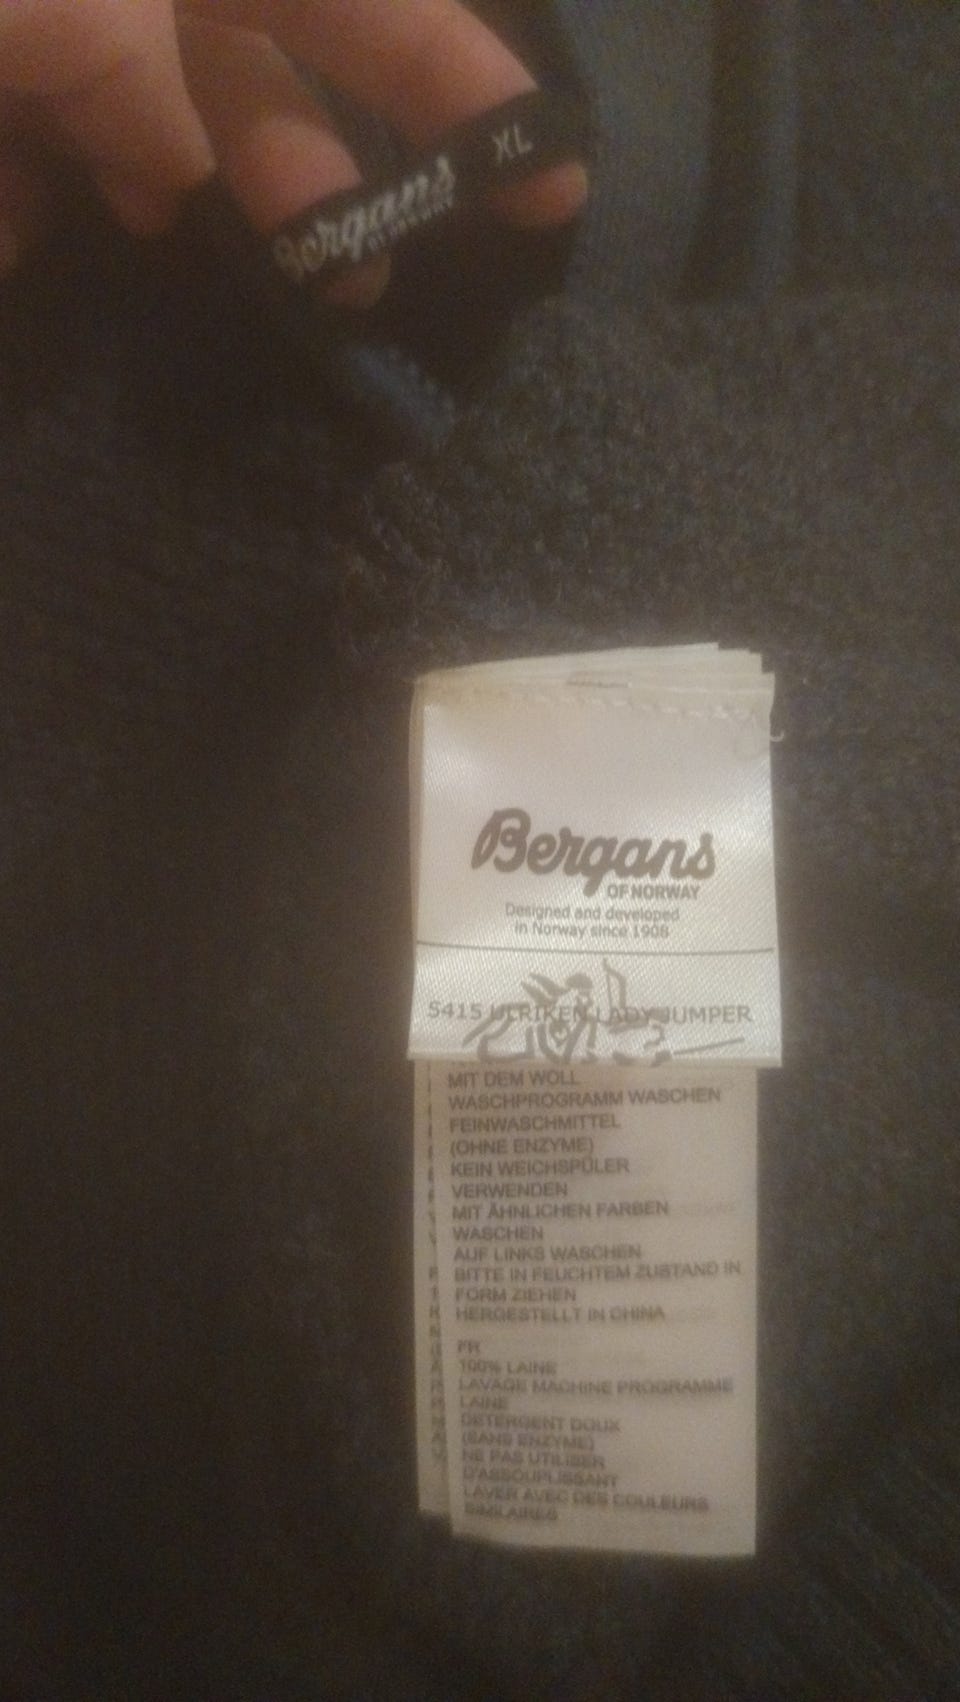 Bergans
OF NORWAY
XL
Bergans
OF NORWAY
Designed and developed
in Norway since 1908
5415 ULRIKEN LADY JUMPER
MIT DEM WOLL
WASCHPROGRAMM WASCHEN
FEINWASCHMITTEL
(OHNE ENZYME)
KEIN WEICHSPÜLER
VERWENDEN
MIT ÄHNLICHEN FARBEN
WASCHEN
AUF LINKS WASCHEN
BITTE IN FEUCHTEM ZUSTAND IN
FORM ZIEHEN
HERGESTELLT IN CHINA
FR
100% LAINE
LAVAGE MACHINE PROGRAMME
LAINE
DETERGENT DOUX
(SANS ENZYME)
NE PAS UTILISER
D'ASSOUPLISSANT
LAVER AVEC DES COULEURS
SIMILAIRES